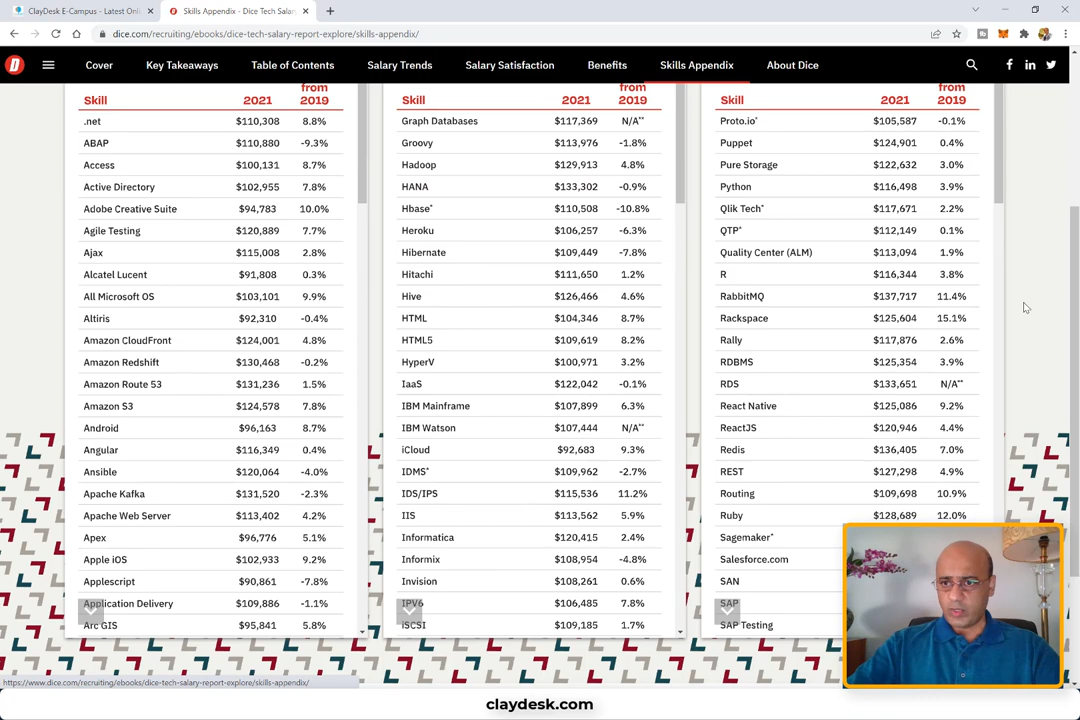 ClayDesk E-Campus - Latest Onli
Skills Appendix - Dice Tech Salar
dice.com/recruiting/ebooks/dice-tech-salary-report-explore/skills-appendix/
Cover
Key Takeaways
Table of Contents
Salary Trends
Salary Satisfaction
Benefits
Skills Appendix
About Dice
Skill 2021 from 2019
.net $110,308 8.8%
ABAP $110,880 -9.3%
Access $100,131 8.7%
Active Directory $102,955 7.8%
Adobe Creative Suite $94,783 10.0%
Agile Testing $120,889 7.7%
Ajax $115,008 2.8%
Alcatel Lucent $91,808 0.3%
All Microsoft OS $103,101 9.9%
Altiris $92,310 -0.4%
Amazon CloudFront $124,001 4.8%
Amazon Redshift $130,468 -0.2%
Amazon Route 53 $131,236 1.5%
Amazon S3 $124,578 7.8%
Android $96,163 8.7%
Angular $116,349 0.4%
Ansible $120,064 -4.0%
Apache Kafka $131,520 -2.3%
Apache Web Server $113,402 4.2%
Apex $96,776 5.1%
Apple iOS $102,933 9.2%
Applescript $90,861 -7.8%
Application Delivery $109,886 -1.1%
Arc GIS $95,841 5.8%
Skill 2021 from 2019
Graph Databases $117,369 N/A**
Groovy $113,976 -1.8%
Hadoop $129,913 4.8%
HANA $133,302 -0.9%
Hbase* $110,508 -10.8%
Heroku $106,257 -6.3%
Hibernate $109,449 -7.8%
Hitachi $111,650 1.2%
Hive $126,466 4.6%
HTML $104,346 8.7%
HTML5 $109,619 8.2%
HyperV $100,971 3.2%
IaaS $122,042 -0.1%
IBM Mainframe $107,899 6.3%
IBM Watson $107,444 N/A**
iCloud $92,683 9.3%
IDMS* $109,962 -2.7%
IDS/IPS $115,536 11.2%
IIS $113,562 5.9%
Informatica $120,415 2.4%
Informix $108,954 -4.8%
Invision $108,261 0.6%
IPV6 $106,485 7.8%
iSCSI $109,185 1.7%
Skill 2021 from 2019
Proto.io* $105,587 -0.1%
Puppet $124,901 0.4%
Pure Storage $122,632 3.0%
Python $116,498 3.9%
Qlik Tech* $117,671 2.2%
QTP* $112,149 0.1%
Quality Center (ALM) $113,094 1.9%
R $116,344 3.8%
RabbitMQ $137,717 11.4%
Rackspace $125,604 15.1%
Rally $117,876 2.6%
RDBMS $125,354 3.9%
RDS $133,651 N/A**
React Native $125,086 9.2%
ReactJS $120,946 4.4%
Redis $136,405 7.0%
REST $127,298 4.9%
Routing $109,698 10.9%
Ruby $128,689 12.0%
Sagemaker*
Salesforce.com
SAN
SAP
SAP Testing
https://www.dice.com/recruiting/ebooks/dice-tech-salary-report-explore/skills-appendix/
claydesk.com